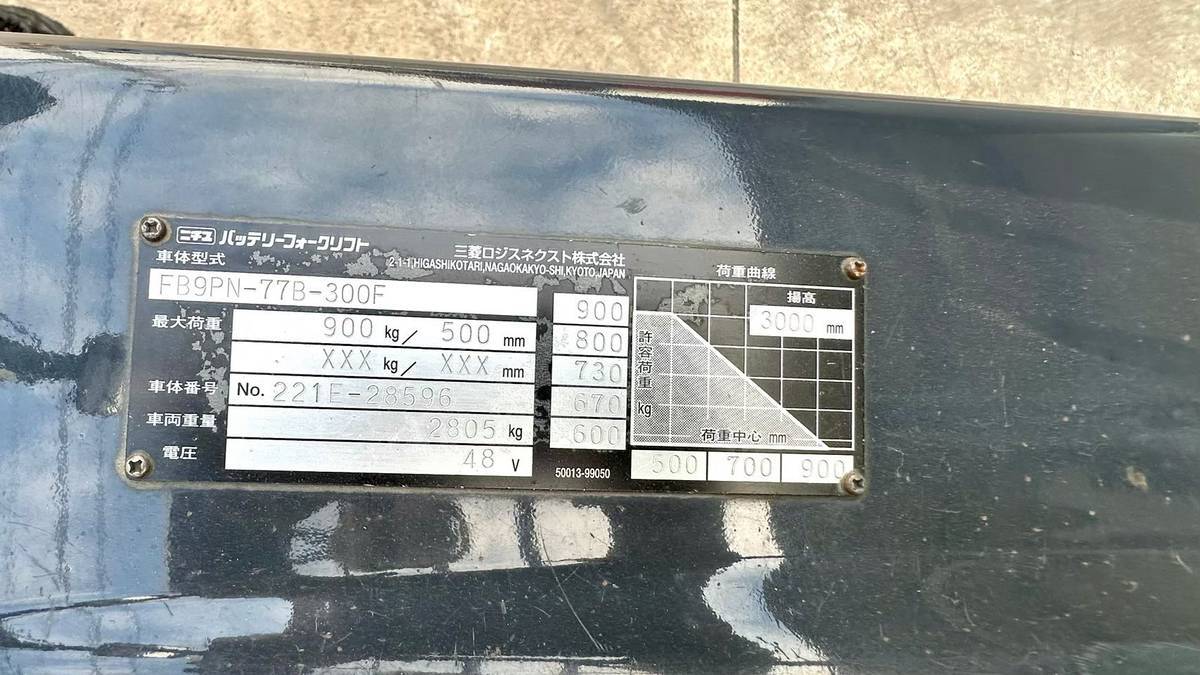 ニチユ バッテリーフォークリフト
三菱ロジスネクスト株式会社
2-1-1,HIGASHIKOTARI,NAGAOKAKYO-SHI,KYOTO,JAPAN
車体型式
FB9PN-77B-300F
最大荷重
900 kg/ 500 mm
XXX kg/ XXX mm
車体番号
No. 221E-28596
車両重量
2805 kg
電圧
48 V
900
800
730
670
600
50013-99050
荷重曲線
揚高
3000 mm
許容荷重
kg
荷重中心 mm
500 700 900